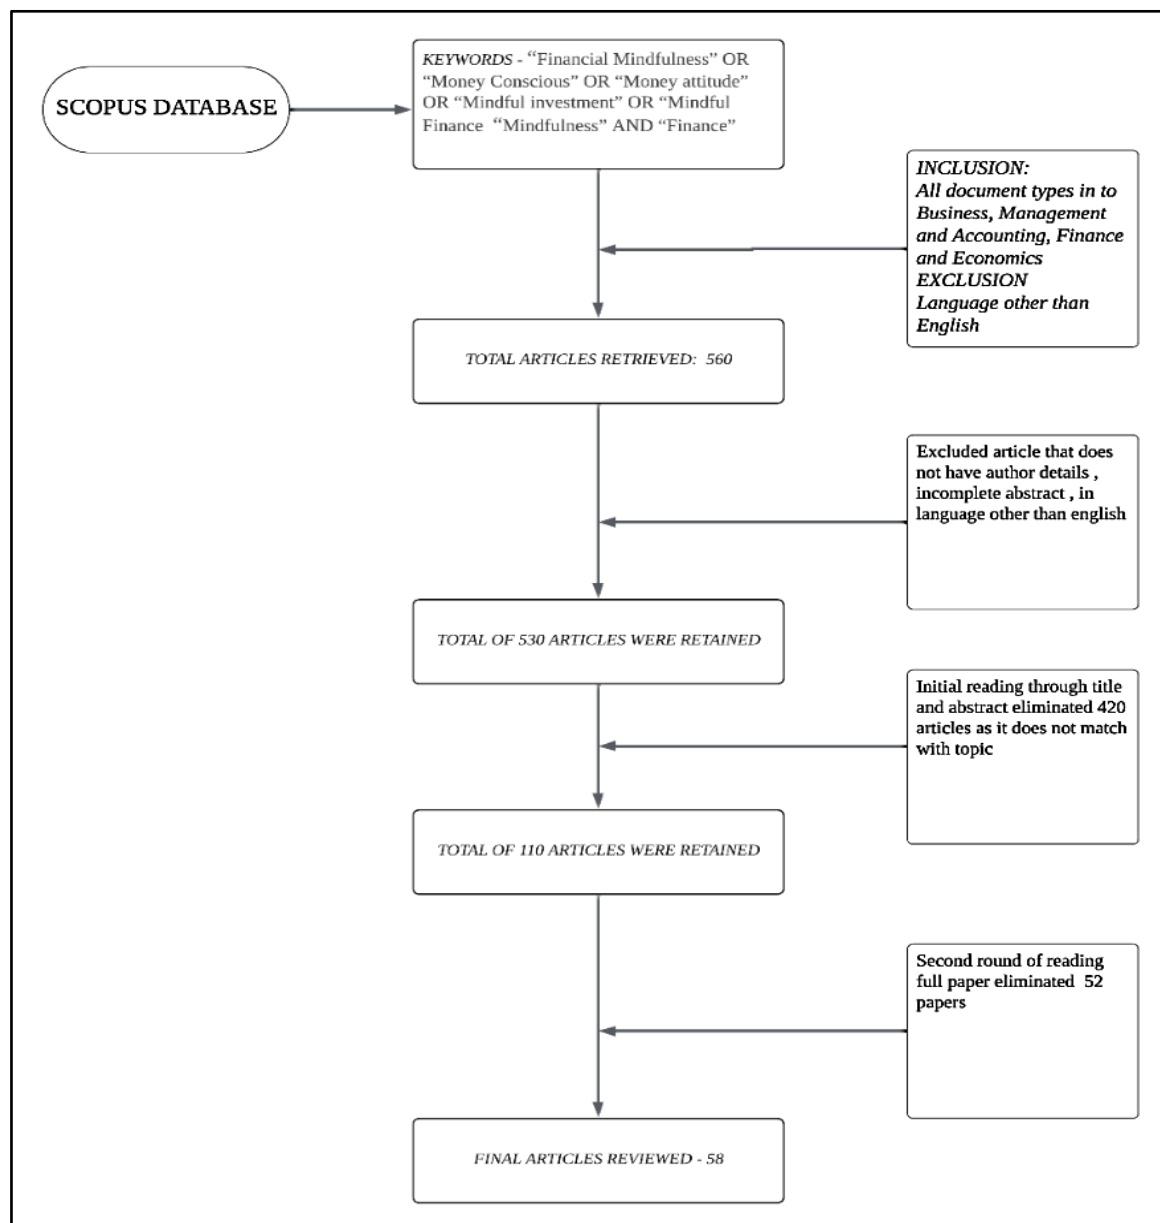 SCOPUS DATABASE
KEYWORDS - “Financial Mindfulness” OR
“Money Conscious” OR “Money attitude”
OR “Mindful investment” OR “Mindful
Finance “Mindfulness” AND “Finance”
INCLUSION:
All document types in to
Business, Management
and Accounting, Finance
and Economics
EXCLUSION
Language other than
English
TOTAL ARTICLES RETRIEVED: 560
Excluded article that does
not have author details ,
incomplete abstract , in
language other than english
TOTAL OF 530 ARTICLES WERE RETAINED
Initial reading through title
and abstract eliminated 420
articles as it does not match
with topic
TOTAL OF 110 ARTICLES WERE RETAINED
Second round of reading
full paper eliminated 52
papers
FINAL ARTICLES REVIEWED - 58